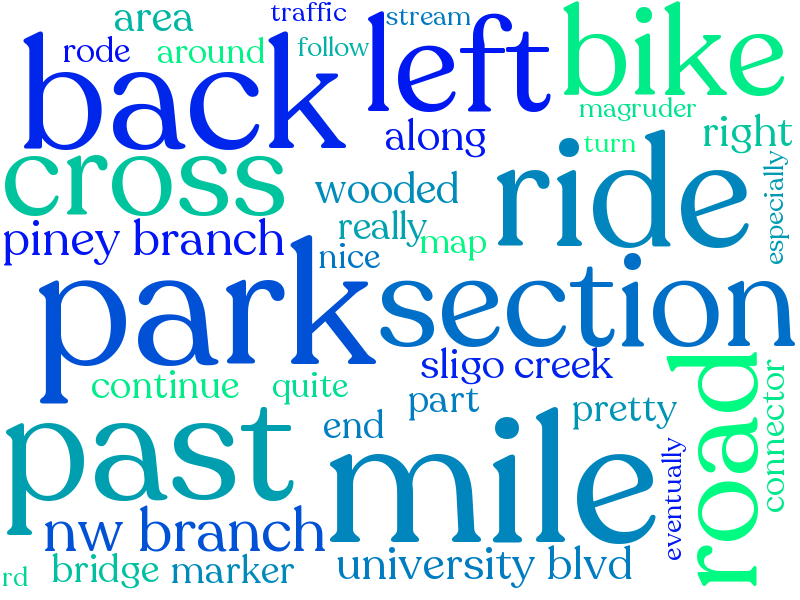 traffic
stream
area
rode
around
follow
back
left
bike
magruder
along
turn
right
cross
wooded
ride
especially
really
piney branch
map
nice
park
section
sligo creek
road
continue
quite
part
connector
pretty
past
end
mile
eventually
nw branch
university blvd
rd
bridge
marker